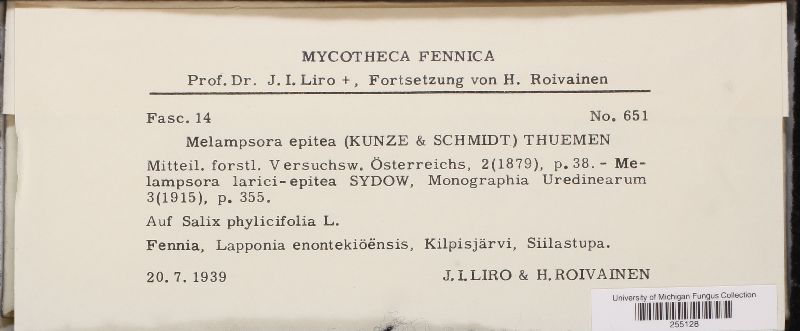 MYCOTHECA FENNICA
Prof. Dr. J. I. Liro +, Fortsetzung von H. Roivainen
Fasc. 14 No. 651
Melampsora epitea (KUNZE & SCHMIDT) THUEMEN
Mitteil. forstl. Versuchsw. Österreichs, 2(1879), p. 38. - Me-
lampsora larici-epitea SYDOW, Monographia Uredinearum
3(1915), p. 355.
Auf Salix phylicifolia L.
Fennia, Lapponia enontekiöënsis, Kilpisjärvi, Siilastupa.
20. 7. 1939 J. I. LIRO & H. ROIVAINEN
University of Michigan Fungus Collection
255128